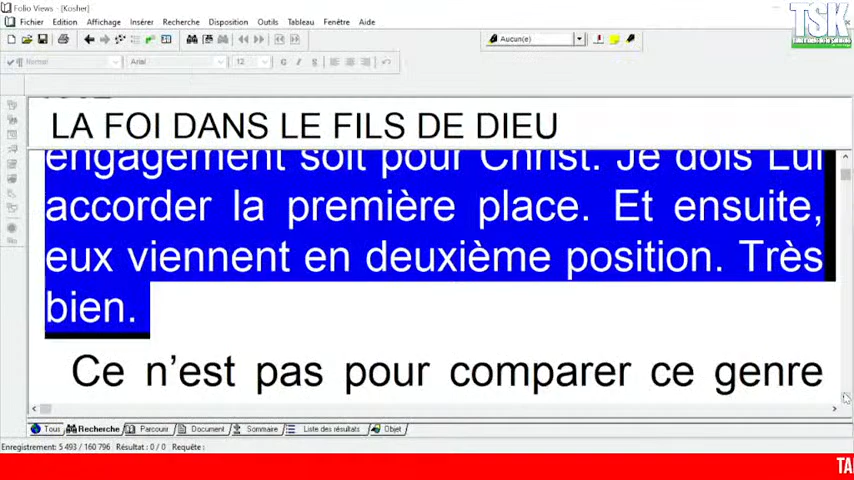 Folio Views - [Kosher]
Fichier Edition Affichage Insérer Recherche Disposition Outils Tableau Fenêtre Aide
TSK
Aucun(e)
Normal Arial 12 G I S
LA FOI DANS LE FILS DE DIEU
engagement soit pour Christ. Je dois Lui
accorder la première place. Et ensuite,
eux viennent en deuxième position. Très
bien.
Ce n’est pas pour comparer ce genre
Tous Recherche Parcourir Document Sommaire Liste des résultats Objet
Enregistrement: 5 493 / 160 796 Résultat : 0 / 0 Requête :
TA